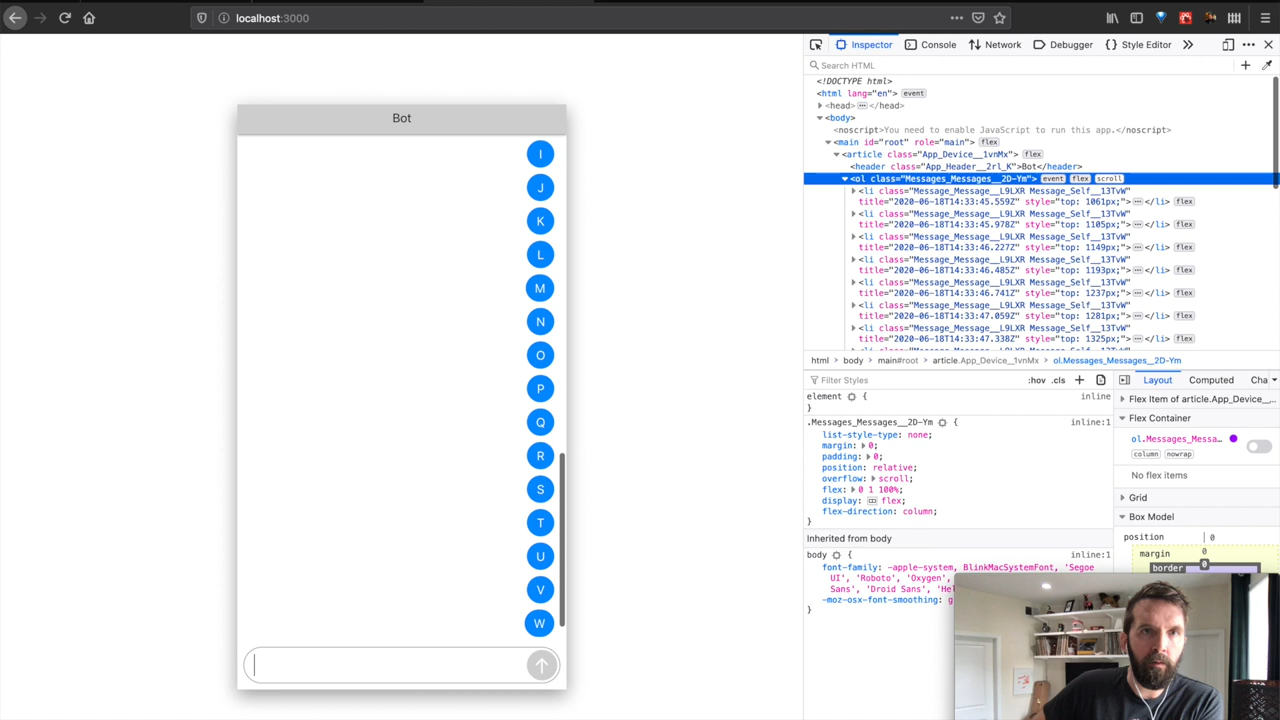 localhost:3000
Bot
I
J
K
L
M
N
O
P
Q
R
S
T
U
V
W
Inspector
Console
Network
Debugger
Style Editor
Search HTML
<!DOCTYPE html>
<html lang="en"> event
<head> </head>
<body>
<noscript>You need to enable JavaScript to run this app.</noscript>
<main id="root" role="main"> flex
<article class="App_Device__1vnMx"> flex
<header class="App_Header__2rl_K">Bot</header>
<ol class="Messages_Messages__2D-Ym"> event flex scroll
<li class="Message_Message__L9LXR Message_Self__13TvW"
title="2020-06-18T14:33:45.559Z" style="top: 1061px;"> </li> flex
<li class="Message_Message__L9LXR Message_Self__13TvW"
title="2020-06-18T14:33:45.978Z" style="top: 1105px;"> </li> flex
<li class="Message_Message__L9LXR Message_Self__13TvW"
title="2020-06-18T14:33:46.227Z" style="top: 1149px;"> </li> flex
<li class="Message_Message__L9LXR Message_Self__13TvW"
title="2020-06-18T14:33:46.485Z" style="top: 1193px;"> </li> flex
<li class="Message_Message__L9LXR Message_Self__13TvW"
title="2020-06-18T14:33:46.741Z" style="top: 1237px;"> </li> flex
<li class="Message_Message__L9LXR Message_Self__13TvW"
title="2020-06-18T14:33:47.059Z" style="top: 1281px;"> </li> flex
<li class="Message_Message__L9LXR Message_Self__13TvW"
title="2020-06-18T14:33:47.338Z" style="top: 1325px;"> </li> flex
html body main#root article.App_Device__1vnMx ol.Messages_Messages__2D-Ym
Filter Styles
:hov .cls
element { inline
}
.Messages_Messages__2D-Ym { inline:1
list-style-type: none;
margin: 0;
padding: 0;
position: relative;
overflow: scroll;
flex: 0 1 100%;
display: flex;
flex-direction: column;
}
Inherited from body
body { inline:1
font-family: -apple-system, BlinkMacSystemFont, 'Segoe
UI', 'Roboto', 'Oxygen',
Sans', 'Droid Sans', 'Hel
-moz-osx-font-smoothing: g
}
Layout
Computed
Cha
Flex Item of article.App_Device__...
Flex Container
ol.Messages_Messa...
column nowrap
No flex items
Grid
Box Model
position 0
margin 0
border 0